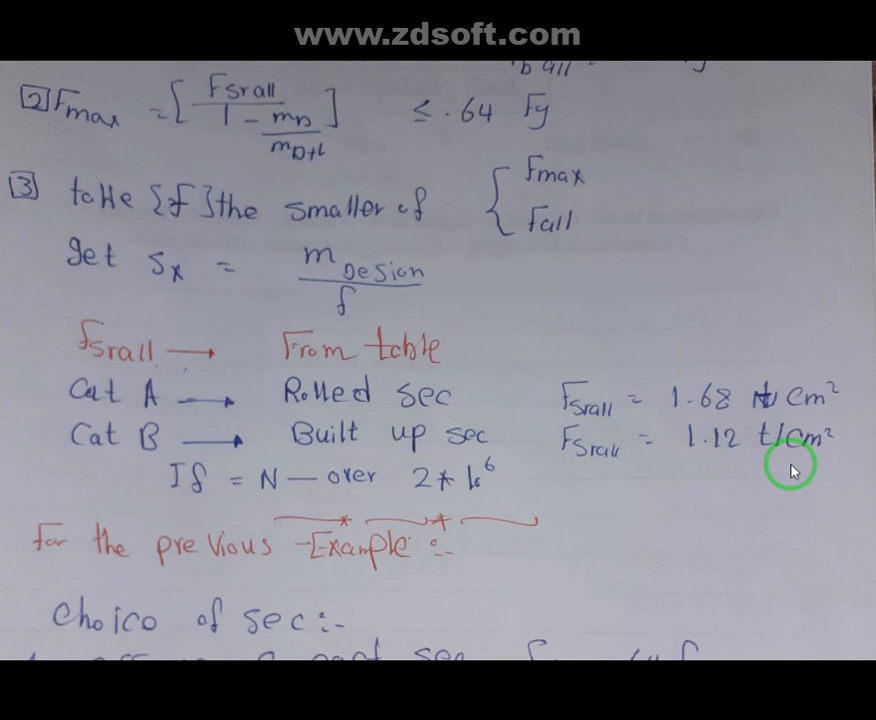 www.zdsoft.com
b all
2 Fmax = [ Fsrall / 1 - mD / mD+L ] ≤ .64 Fy
3 take {f} the smaller of { Fmax Fall
get Sx = mDesign / f
Fsrall → From table
Cat A → Rolled sec Fsrall = 1.68 t/cm²
Cat B → Built up sec Fsrall = 1.12 t/cm²
If = N — over 2*10⁶
For the previous Example :-
choice of sec :-